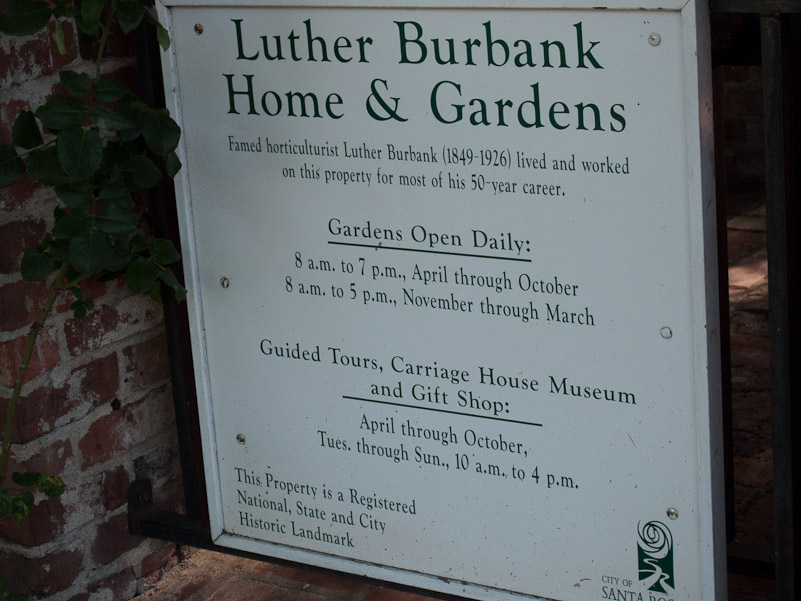 Luther Burbank
Home & Gardens
Famed horticulturist Luther Burbank (1849-1926) lived and worked
on this property for most of his 50-year career.
Gardens Open Daily:
8 a.m. to 7 p.m., April through October
8 a.m. to 5 p.m., November through March
Guided Tours, Carriage House Museum
and Gift Shop:
April through October,
Tues. through Sun., 10 a.m. to 4 p.m.
This Property is a Registered
National, State and City
Historic Landmark
CITY OF
SANTA